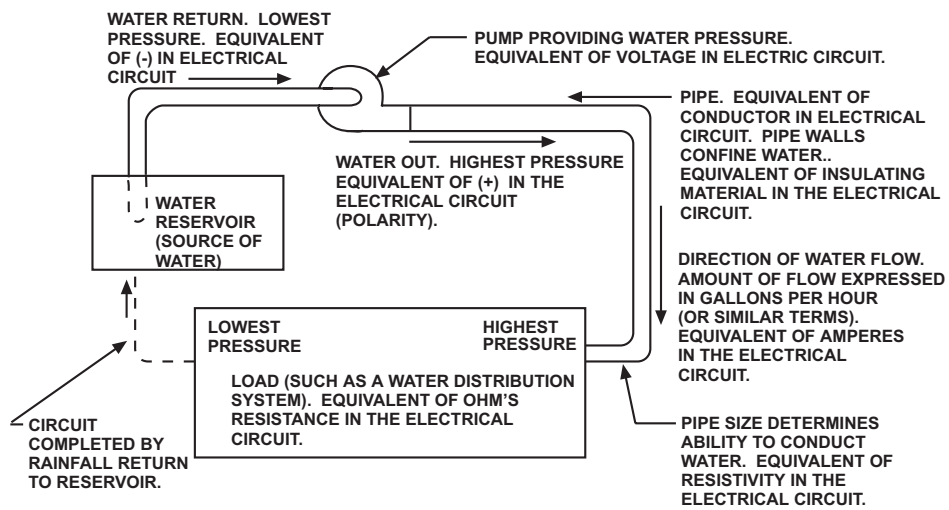 WATER RETURN. LOWEST
PRESSURE. EQUIVALENT
OF (-) IN ELECTRICAL
CIRCUIT
PUMP PROVIDING WATER PRESSURE.
EQUIVALENT OF VOLTAGE IN ELECTRIC CIRCUIT.
PIPE. EQUIVALENT OF
CONDUCTOR IN ELECTRICAL
CIRCUIT. PIPE WALLS
CONFINE WATER..
EQUIVALENT OF INSULATING
MATERIAL IN THE ELECTRICAL
CIRCUIT.
WATER OUT. HIGHEST PRESSURE
EQUIVALENT OF (+) IN THE
ELECTRICAL CIRCUIT
(POLARITY).
WATER
RESERVOIR
(SOURCE OF
WATER)
DIRECTION OF WATER FLOW.
AMOUNT OF FLOW EXPRESSED
IN GALLONS PER HOUR
(OR SIMILAR TERMS).
EQUIVALENT OF AMPERES
IN THE ELECTRICAL
CIRCUIT.
LOWEST
PRESSURE
HIGHEST
PRESSURE
LOAD (SUCH AS A WATER DISTRIBUTION
SYSTEM). EQUIVALENT OF OHM'S
RESISTANCE IN THE ELECTRICAL
CIRCUIT.
CIRCUIT
COMPLETED BY
RAINFALL RETURN
TO RESERVOIR.
PIPE SIZE DETERMINES
ABILITY TO CONDUCT
WATER. EQUIVALENT OF
RESISTIVITY IN THE
ELECTRICAL CIRCUIT.